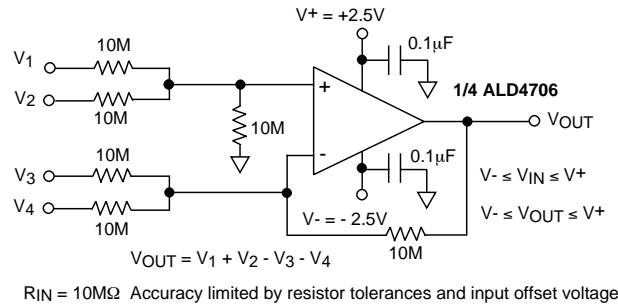 V+ = +2.5V
0.1µF
V1
10M
V2
10M
10M
+
-
1/4 ALD4706
VOUT
V3
10M
V4
10M
0.1µF
V- = - 2.5V
10M
V- ≤ VIN ≤ V+
V- ≤ VOUT ≤ V+
VOUT = V1 + V2 - V3 - V4
RIN = 10MΩ Accuracy limited by resistor tolerances and input offset voltage